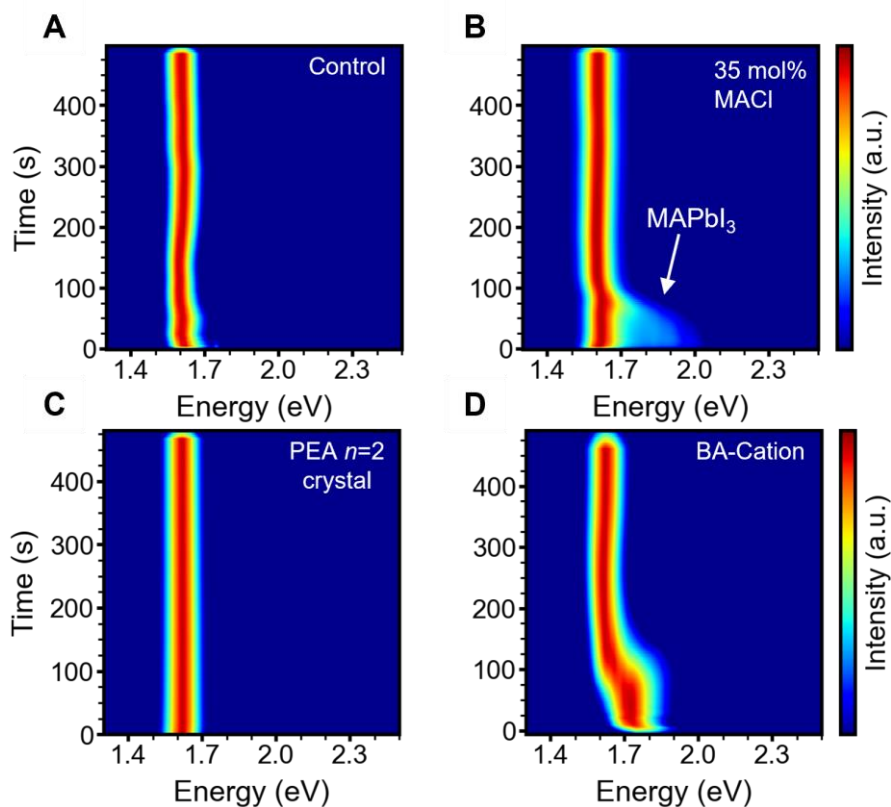 A
Control
Time (s)
400
300
200
100
0
1.4
1.7
2.0
2.3
Energy (eV)
B
35 mol%
MACl
MAPbI₃
400
300
200
100
0
1.4
1.7
2.0
2.3
Energy (eV)
Intensity (a.u.)
C
PEA n=2
crystal
Time (s)
400
300
200
100
0
1.4
1.7
2.0
2.3
Energy (eV)
D
BA-Cation
400
300
200
100
0
1.4
1.7
2.0
2.3
Energy (eV)
Intensity (a.u.)